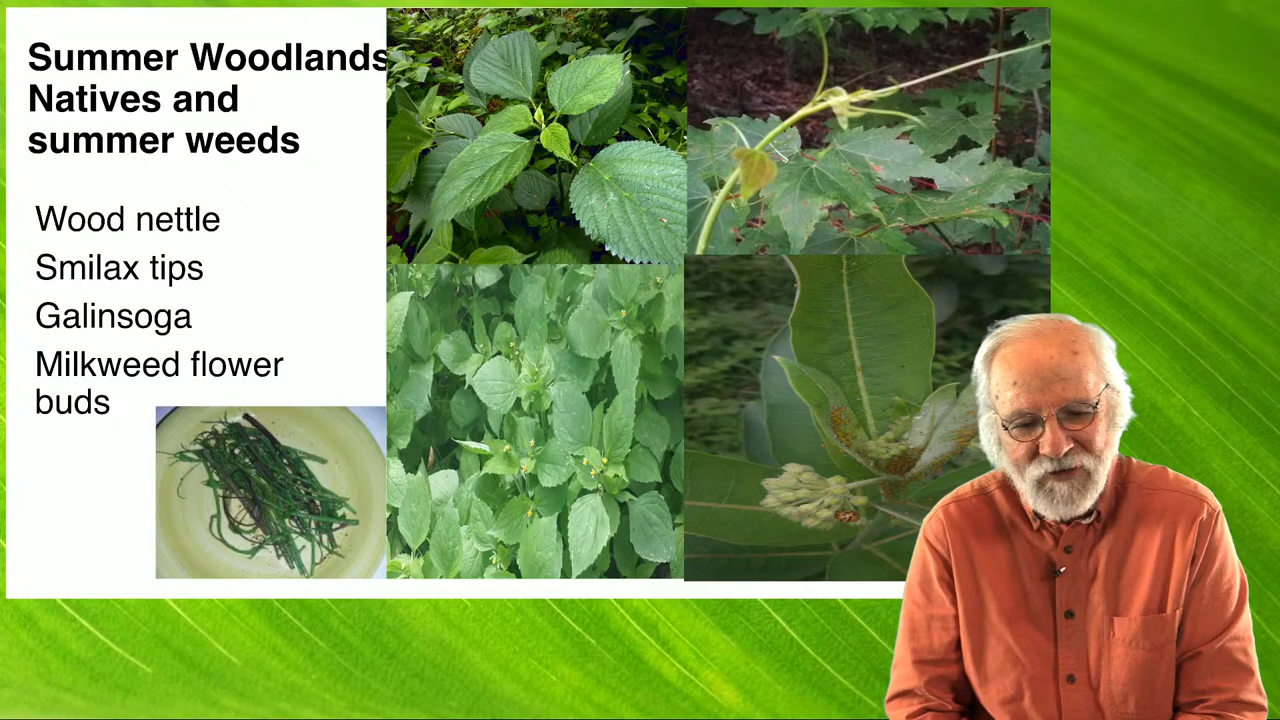 Summer Woodlands
Natives and
summer weeds
Wood nettle
Smilax tips
Galinsoga
Milkweed flower
buds